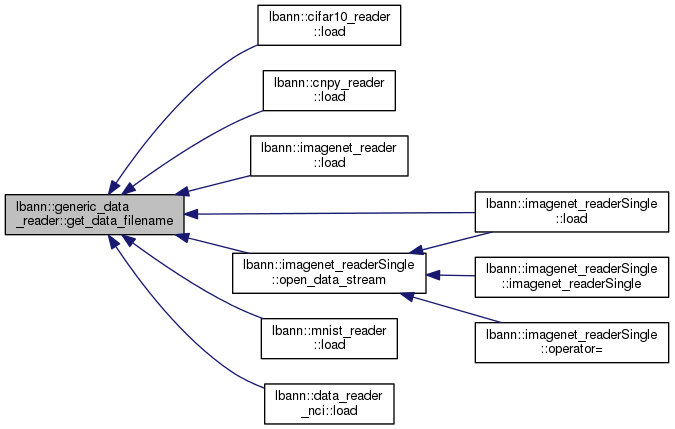 lbann::cifar10_reader
::load
lbann::cnpy_reader
::load
lbann::imagenet_reader
::load
lbann::generic_data
_reader::get_data_filename
lbann::imagenet_readerSingle
::load
lbann::imagenet_readerSingle
::open_data_stream
lbann::imagenet_readerSingle
::imagenet_readerSingle
lbann::mnist_reader
::load
lbann::imagenet_readerSingle
::operator=
lbann::data_reader
_nci::load